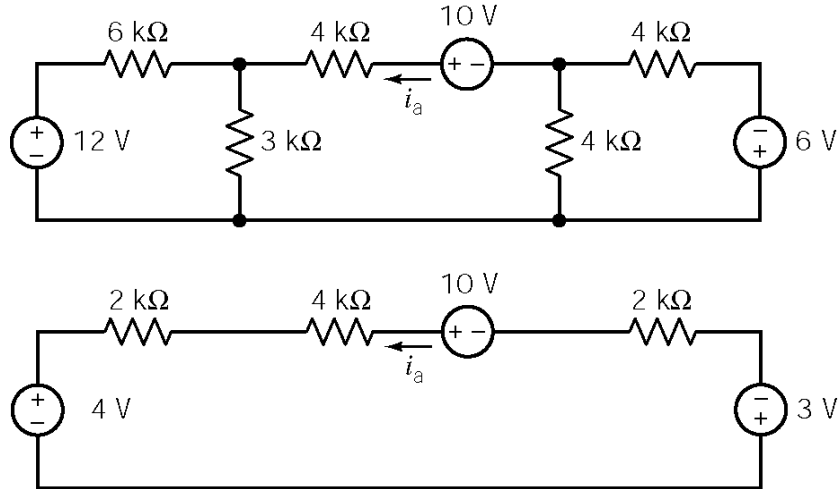 10 V
6 kΩ 4 kΩ + − 4 kΩ
i_a
+ − 12 V 3 kΩ 4 kΩ − + 6 V
10 V
2 kΩ 4 kΩ + − 2 kΩ
i_a
+ − 4 V − + 3 V